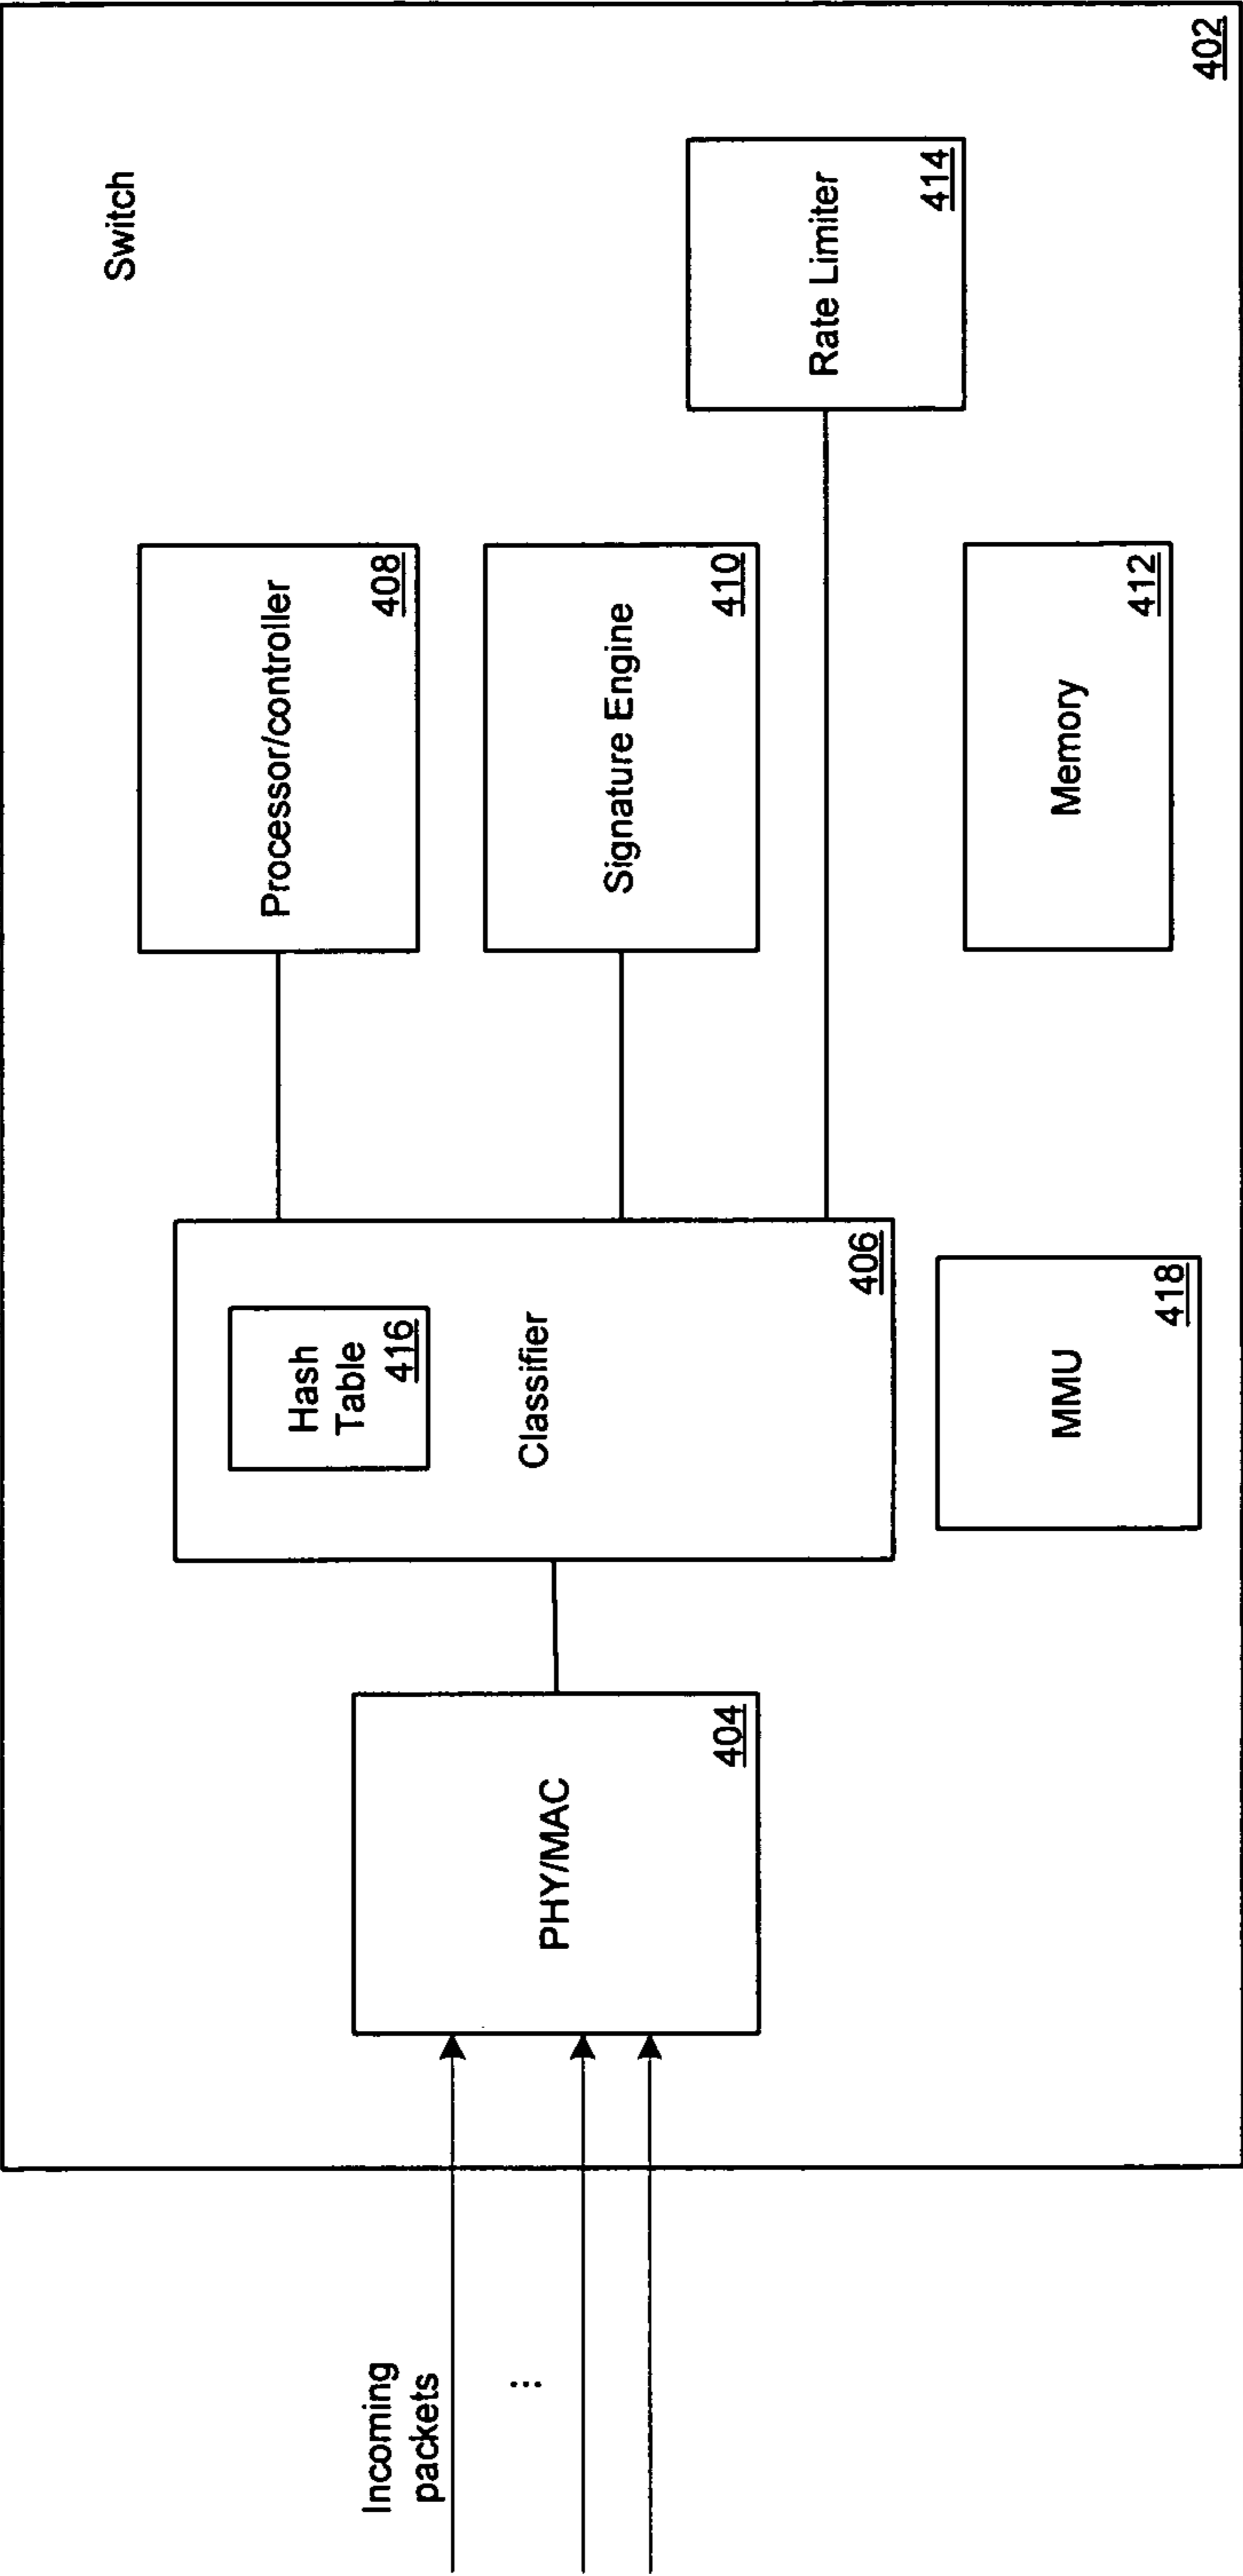 Switch
Incoming
packets
⋮
PHY/MAC
404
Hash
Table
416
Classifier
406
Processor/controller
408
Signature Engine
410
Rate Limiter
414
MMU
418
Memory
412
402